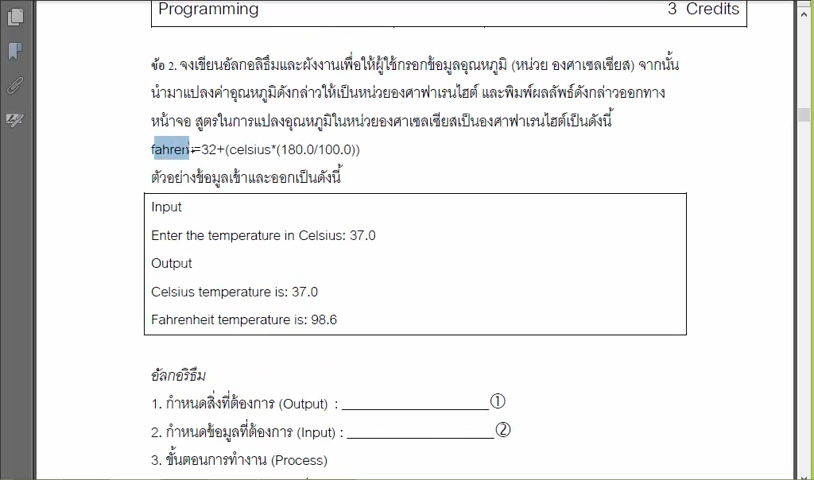 Programming 3 Credits
ข้อ 2. จงเขียนอัลกอลิธึมและผังงานเพื่อให้ผู้ใช้กรอกข้อมูลอุณหภูมิ (หน่วย องศาเซลเซียส) จากนั้น
นำมาแปลงค่าอุณหภูมิดังกล่าวให้เป็นหน่วยองศาฟาเรนไฮต์ และพิมพ์ผลลัพธ์ดังกล่าวออกทาง
หน้าจอ สูตรในการแปลงอุณหภูมิในหน่วยองศาเซลเซียสเป็นองศาฟาเรนไฮต์เป็นดังนี้
fahren=32+(celsius*(180.0/100.0))
ตัวอย่างข้อมูลเข้าและออกเป็นดังนี้
Input
Enter the temperature in Celsius: 37.0
Output
Celsius temperature is: 37.0
Fahrenheit temperature is: 98.6
อัลกอริธึม
1. กำหนดสิ่งที่ต้องการ (Output) : ____________________ ①
2. กำหนดข้อมูลที่ต้องการ (Input) : ____________________ ②
3. ขั้นตอนการทำงาน (Process)